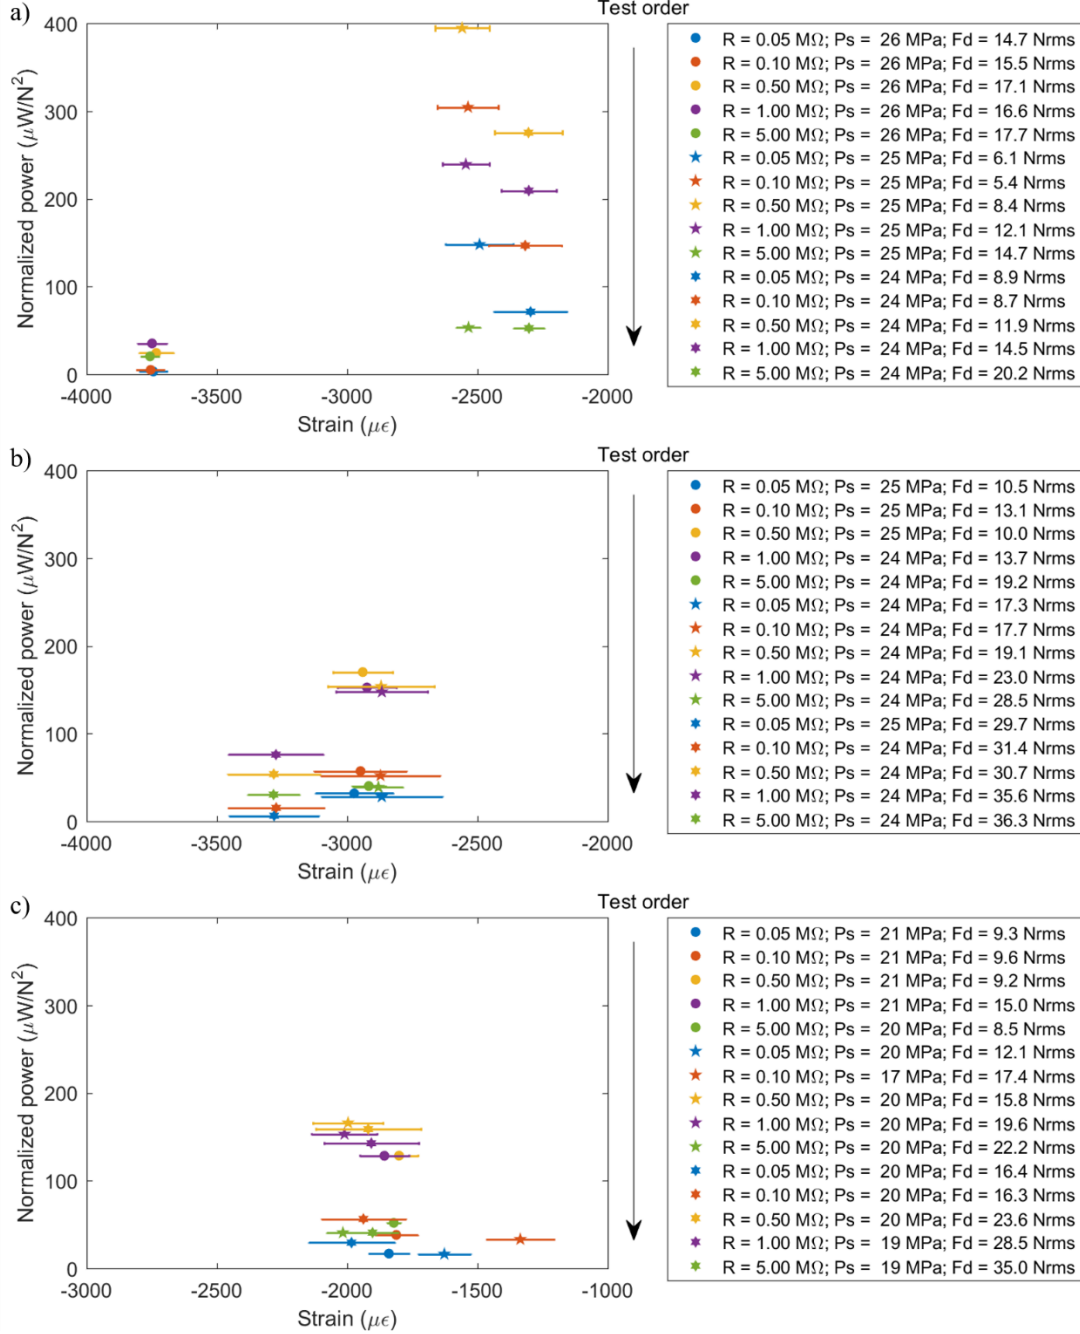 a)
Test order
400
300
200
100
0
-4000 -3500 -3000 -2500 -2000
Normalized power (μW/N²)
Strain (με)
R = 0.05 MΩ; Ps = 26 MPa; Fd = 14.7 Nrms
R = 0.10 MΩ; Ps = 26 MPa; Fd = 15.5 Nrms
R = 0.50 MΩ; Ps = 26 MPa; Fd = 17.1 Nrms
R = 1.00 MΩ; Ps = 26 MPa; Fd = 16.6 Nrms
R = 5.00 MΩ; Ps = 26 MPa; Fd = 17.7 Nrms
R = 0.05 MΩ; Ps = 25 MPa; Fd = 6.1 Nrms
R = 0.10 MΩ; Ps = 25 MPa; Fd = 5.4 Nrms
R = 0.50 MΩ; Ps = 25 MPa; Fd = 8.4 Nrms
R = 1.00 MΩ; Ps = 25 MPa; Fd = 12.1 Nrms
R = 5.00 MΩ; Ps = 25 MPa; Fd = 14.7 Nrms
R = 0.05 MΩ; Ps = 24 MPa; Fd = 8.9 Nrms
R = 0.10 MΩ; Ps = 24 MPa; Fd = 8.7 Nrms
R = 0.50 MΩ; Ps = 24 MPa; Fd = 11.9 Nrms
R = 1.00 MΩ; Ps = 24 MPa; Fd = 14.5 Nrms
R = 5.00 MΩ; Ps = 24 MPa; Fd = 20.2 Nrms
b)
Test order
400
300
200
100
0
-4000 -3500 -2000 -2500 -2000
Normalized power (μW/N²)
Strain (με)
R = 0.05 MΩ; Ps = 25 MPa; Fd = 10.5 Nrms
R = 0.10 MΩ; Ps = 25 MPa; Fd = 13.1 Nrms
R = 0.50 MΩ; Ps = 25 MPa; Fd = 10.0 Nrms
R = 1.00 MΩ; Ps = 24 MPa; Fd = 13.7 Nrms
R = 5.00 MΩ; Ps = 24 MPa; Fd = 19.2 Nrms
R = 0.05 MΩ; Ps = 24 MPa; Fd = 17.3 Nrms
R = 0.10 MΩ; Ps = 24 MPa; Fd = 17.7 Nrms
R = 0.50 MΩ; Ps = 24 MPa; Fd = 19.1 Nrms
R = 1.00 MΩ; Ps = 24 MPa; Fd = 23.0 Nrms
R = 5.00 MΩ; Ps = 24 MPa; Fd = 28.5 Nrms
R = 0.05 MΩ; Ps = 25 MPa; Fd = 29.7 Nrms
R = 0.10 MΩ; Ps = 24 MPa; Fd = 31.4 Nrms
R = 0.50 MΩ; Ps = 24 MPa; Fd = 30.7 Nrms
R = 1.00 MΩ; Ps = 24 MPa; Fd = 35.6 Nrms
R = 5.00 MΩ; Ps = 24 MPa; Fd = 36.3 Nrms
c)
Test order
400
300
200
100
0
-3000 -2500 -2000 -1500 -1000
Normalized power (μW/N²)
Strain (με)
R = 0.05 MΩ; Ps = 21 MPa; Fd = 9.3 Nrms
R = 0.10 MΩ; Ps = 21 MPa; Fd = 9.6 Nrms
R = 0.50 MΩ; Ps = 21 MPa; Fd = 9.2 Nrms
R = 1.00 MΩ; Ps = 21 MPa; Fd = 15.0 Nrms
R = 5.00 MΩ; Ps = 20 MPa; Fd = 8.5 Nrms
R = 0.05 MΩ; Ps = 20 MPa; Fd = 12.1 Nrms
R = 0.10 MΩ; Ps = 17 MPa; Fd = 17.4 Nrms
R = 0.50 MΩ; Ps = 20 MPa; Fd = 15.8 Nrms
R = 1.00 MΩ; Ps = 20 MPa; Fd = 19.6 Nrms
R = 5.00 MΩ; Ps = 20 MPa; Fd = 22.2 Nrms
R = 0.05 MΩ; Ps = 20 MPa; Fd = 16.4 Nrms
R = 0.10 MΩ; Ps = 20 MPa; Fd = 16.3 Nrms
R = 0.50 MΩ; Ps = 20 MPa; Fd = 23.6 Nrms
R = 1.00 MΩ; Ps = 19 MPa; Fd = 28.5 Nrms
R = 5.00 MΩ; Ps = 19 MPa; Fd = 35.0 Nrms